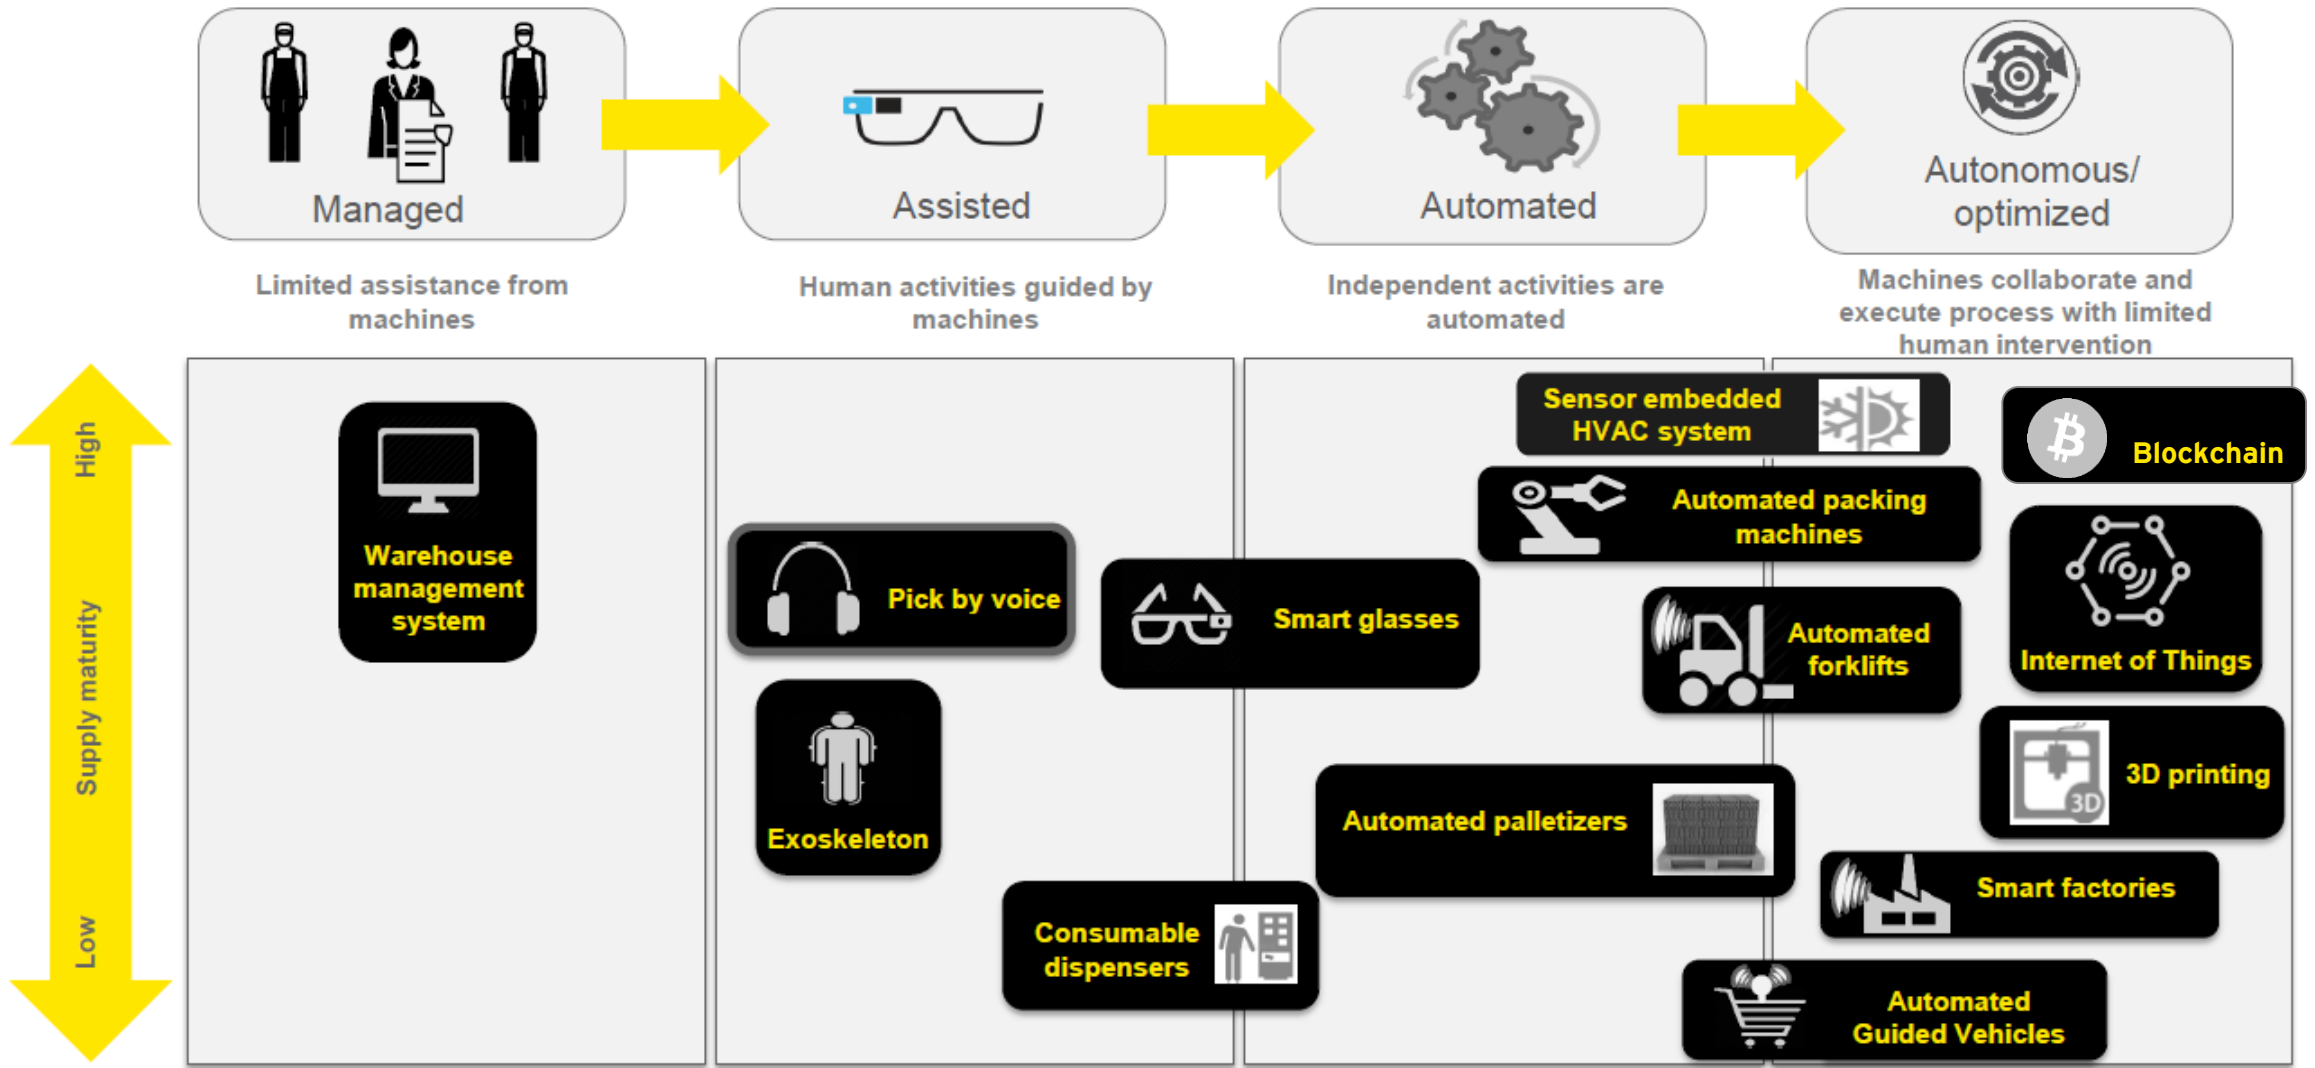 Managed
Assisted
Automated
Autonomous/
optimized
Limited assistance from
machines
Human activities guided by
machines
Independent activities are
automated
Machines collaborate and
execute process with limited
human intervention
High
Supply maturity
Low
Warehouse
management
system
Pick by voice
Exoskeleton
Smart glasses
Consumable
dispensers
Sensor embedded
HVAC system
Automated packing
machines
Automated
forklifts
Automated palletizers
Blockchain
Internet of Things
3D printing
3D
Smart factories
Automated
Guided Vehicles